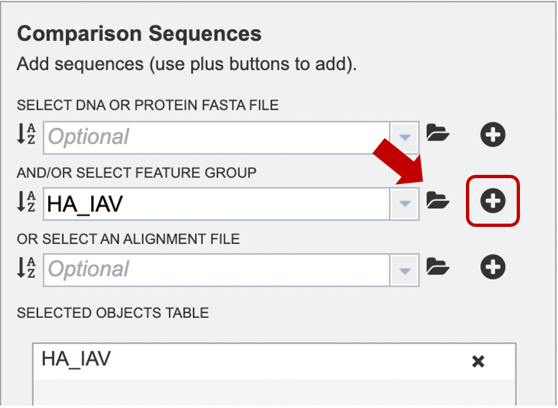 Comparison Sequences
Add sequences (use plus buttons to add).
SELECT DNA OR PROTEIN FASTA FILE
Optional
AND/OR SELECT FEATURE GROUP
HA_IAV
OR SELECT AN ALIGNMENT FILE
Optional
SELECTED OBJECTS TABLE
HA_IAV